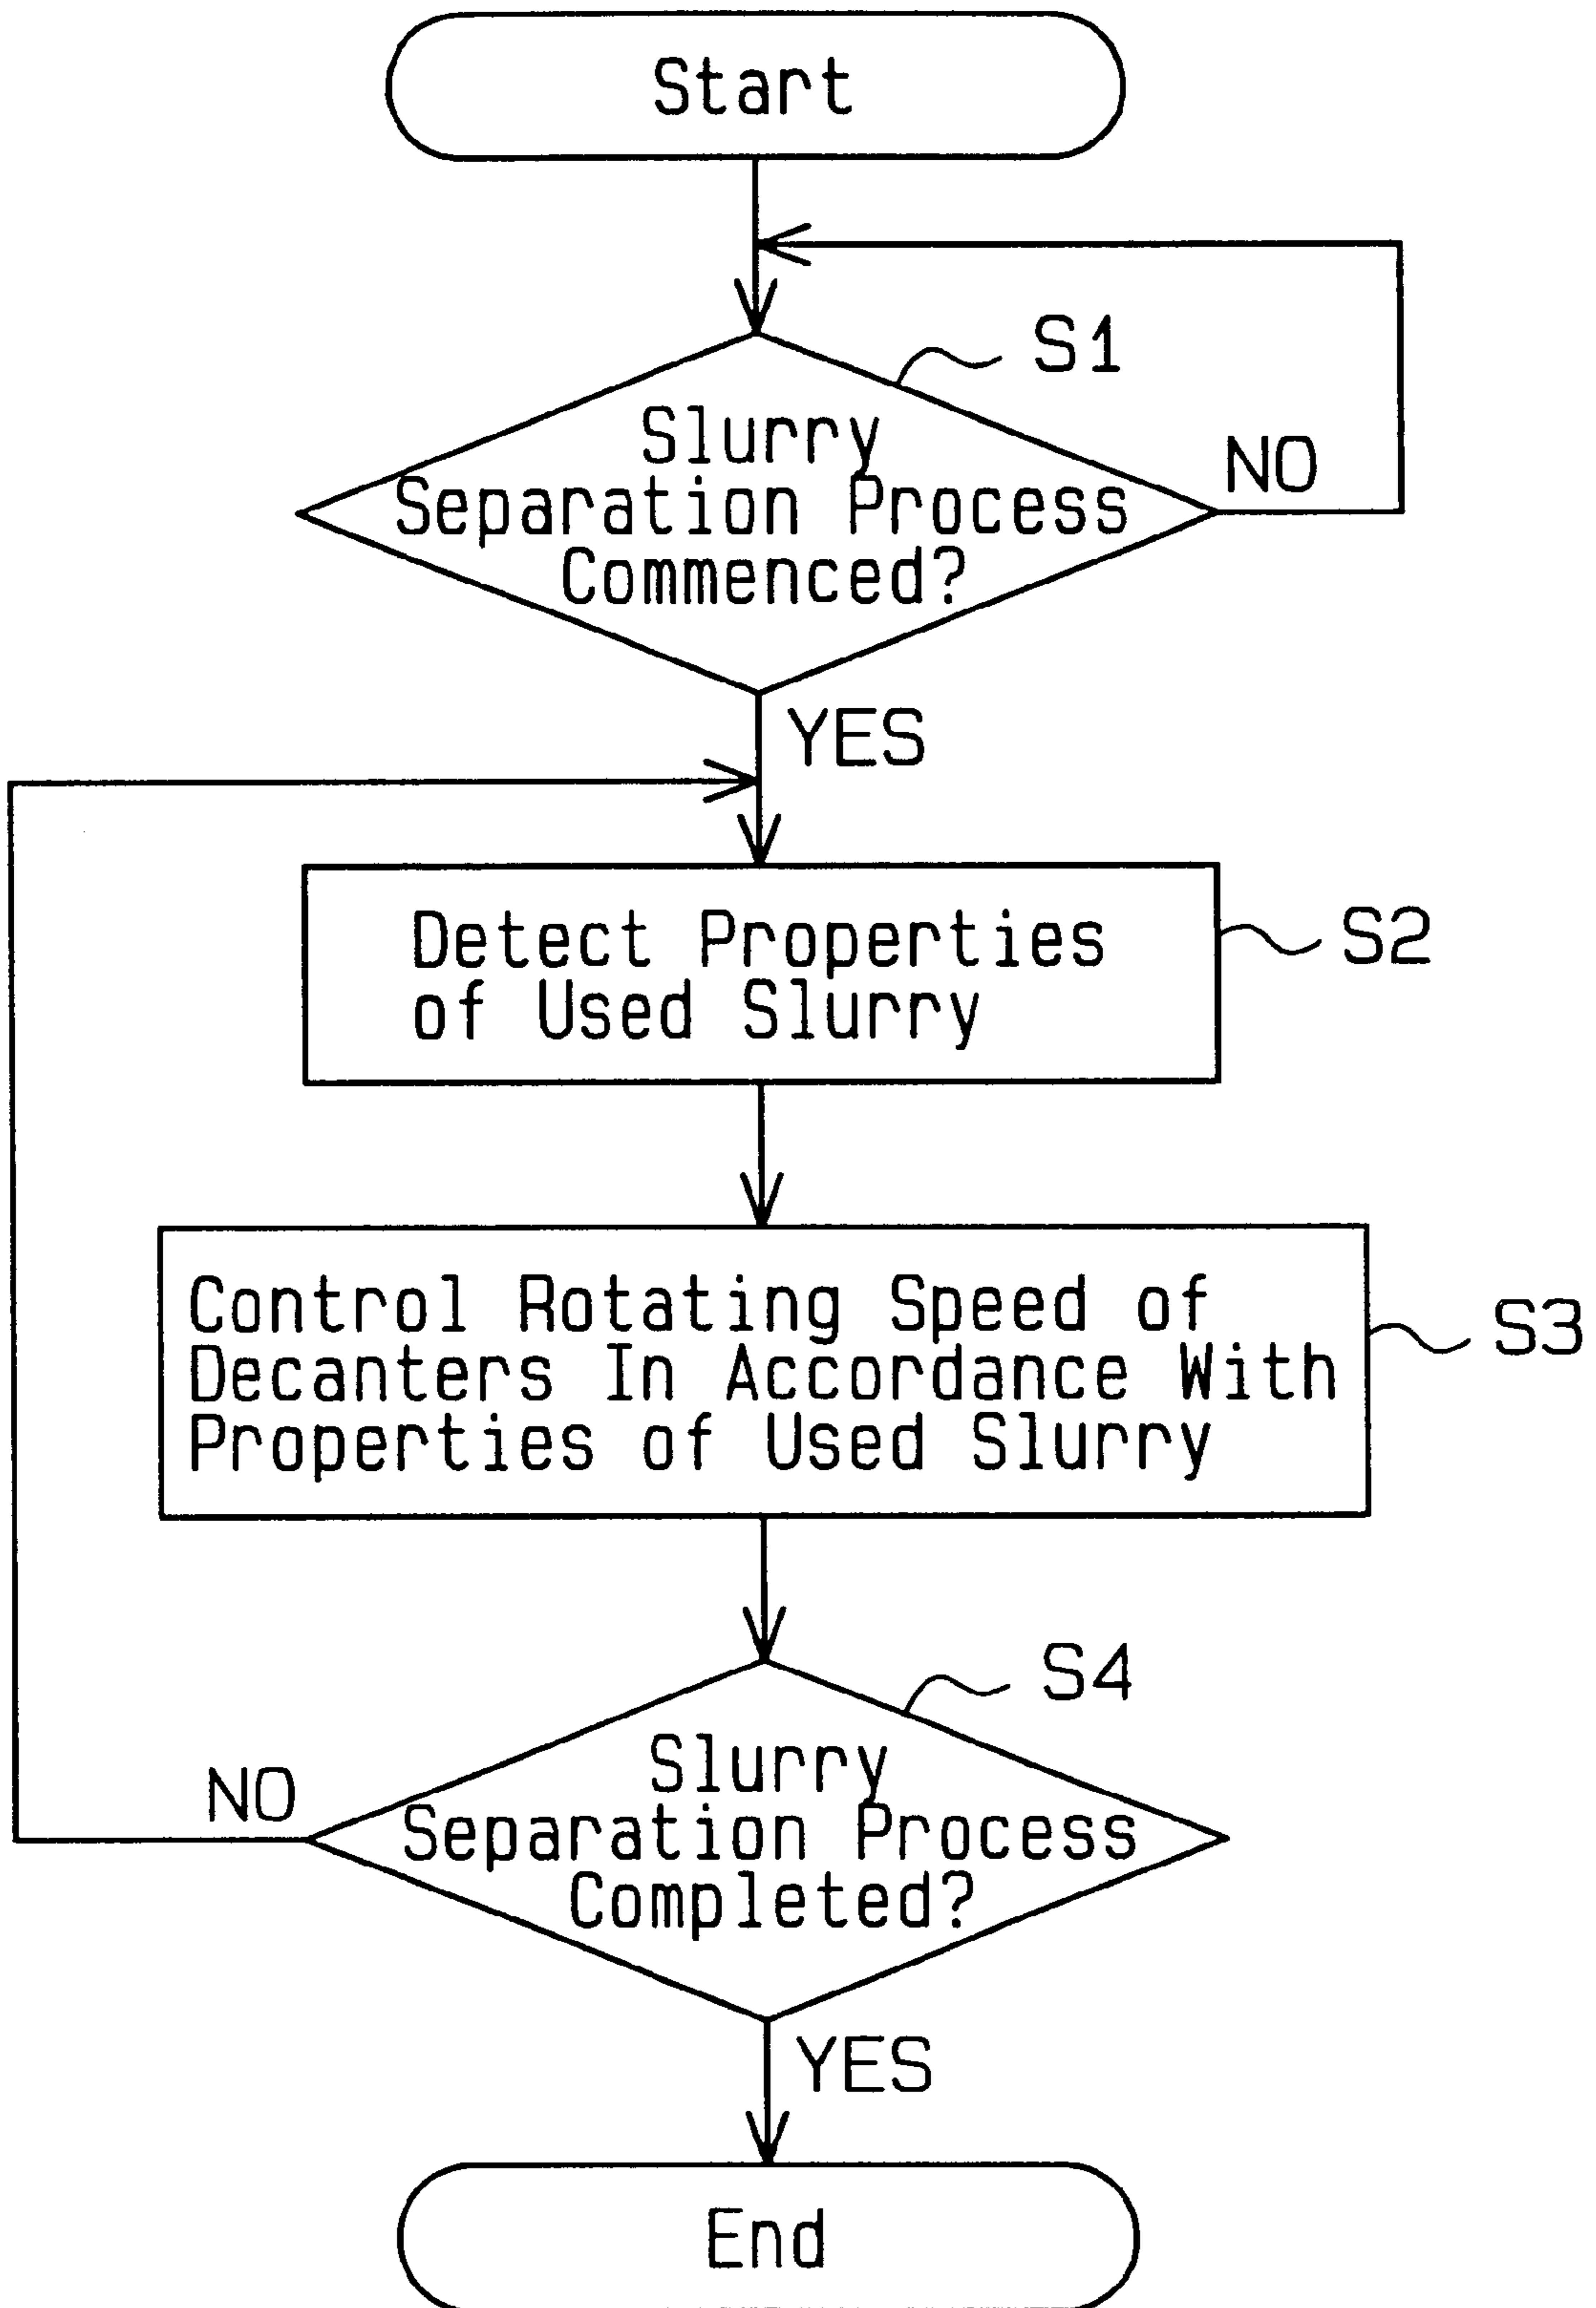 Start
S1
Slurry
Separation Process
Commenced?
NO
YES
Detect Properties
of Used Slurry
S2
Control Rotating Speed of
Decanters In Accordance With
Properties of Used Slurry
S3
S4
Slurry
Separation Process
Completed?
NO
YES
End